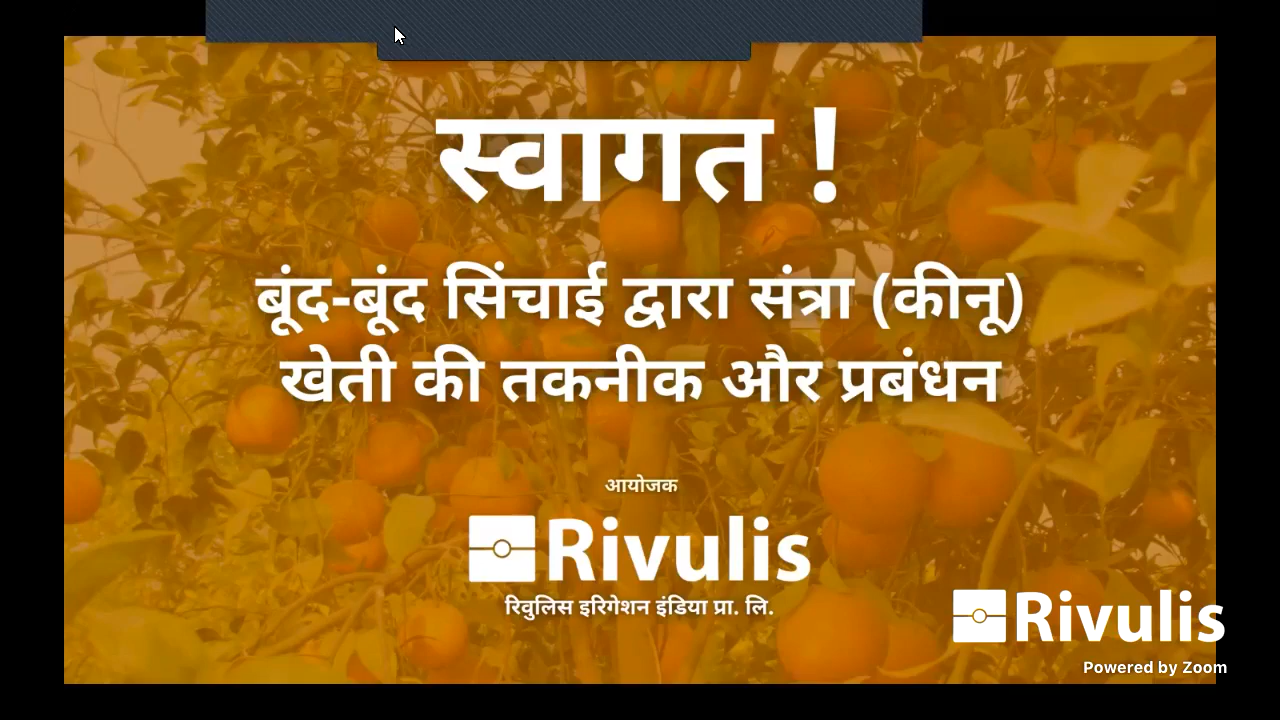 स्वागत !
बूंद-बूंद सिंचाई द्वारा संत्रा (कीनू)
खेती की तकनीक और प्रबंधन
आयोजक
Rivulis
रिवुलिस इरिगेशन इंडिया प्रा. लि.
Rivulis
Powered by Zoom